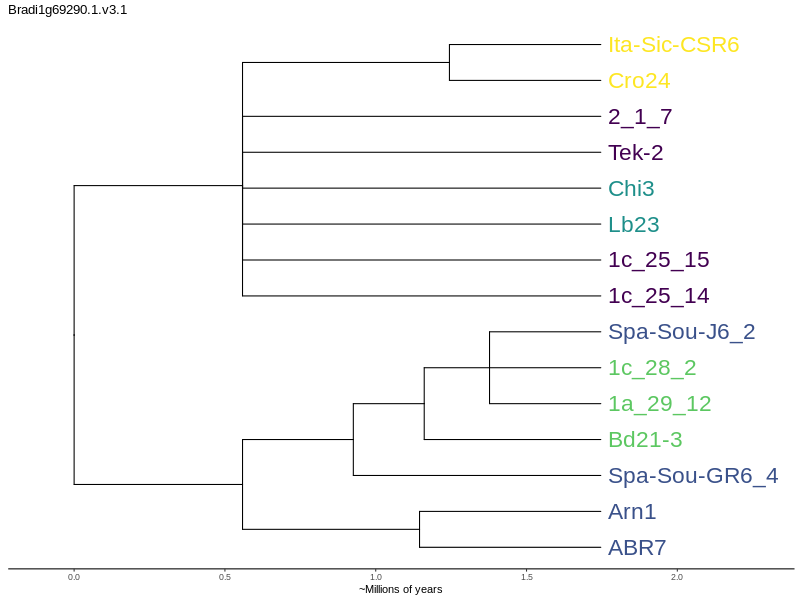 Bradi1g69290.1.v3.1
Ita-Sic-CSR6
Cro24
2_1_7
Tek-2
Chi3
Lb23
1c_25_15
1c_25_14
Spa-Sou-J6_2
1c_28_2
1a_29_12
Bd21-3
Spa-Sou-GR6_4
Arn1
ABR7
0.0 0.5 1.0 1.5 2.0
~Millions of years